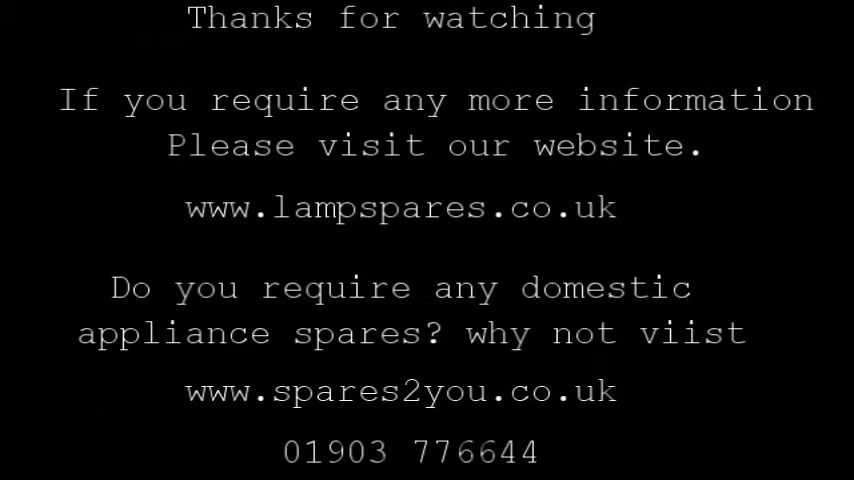 Thanks for watching
If you require any more information
Please visit our website.
www.lampspares.co.uk
Do you require any domestic
appliance spares? why not viist
www.spares2you.co.uk
01903 776644